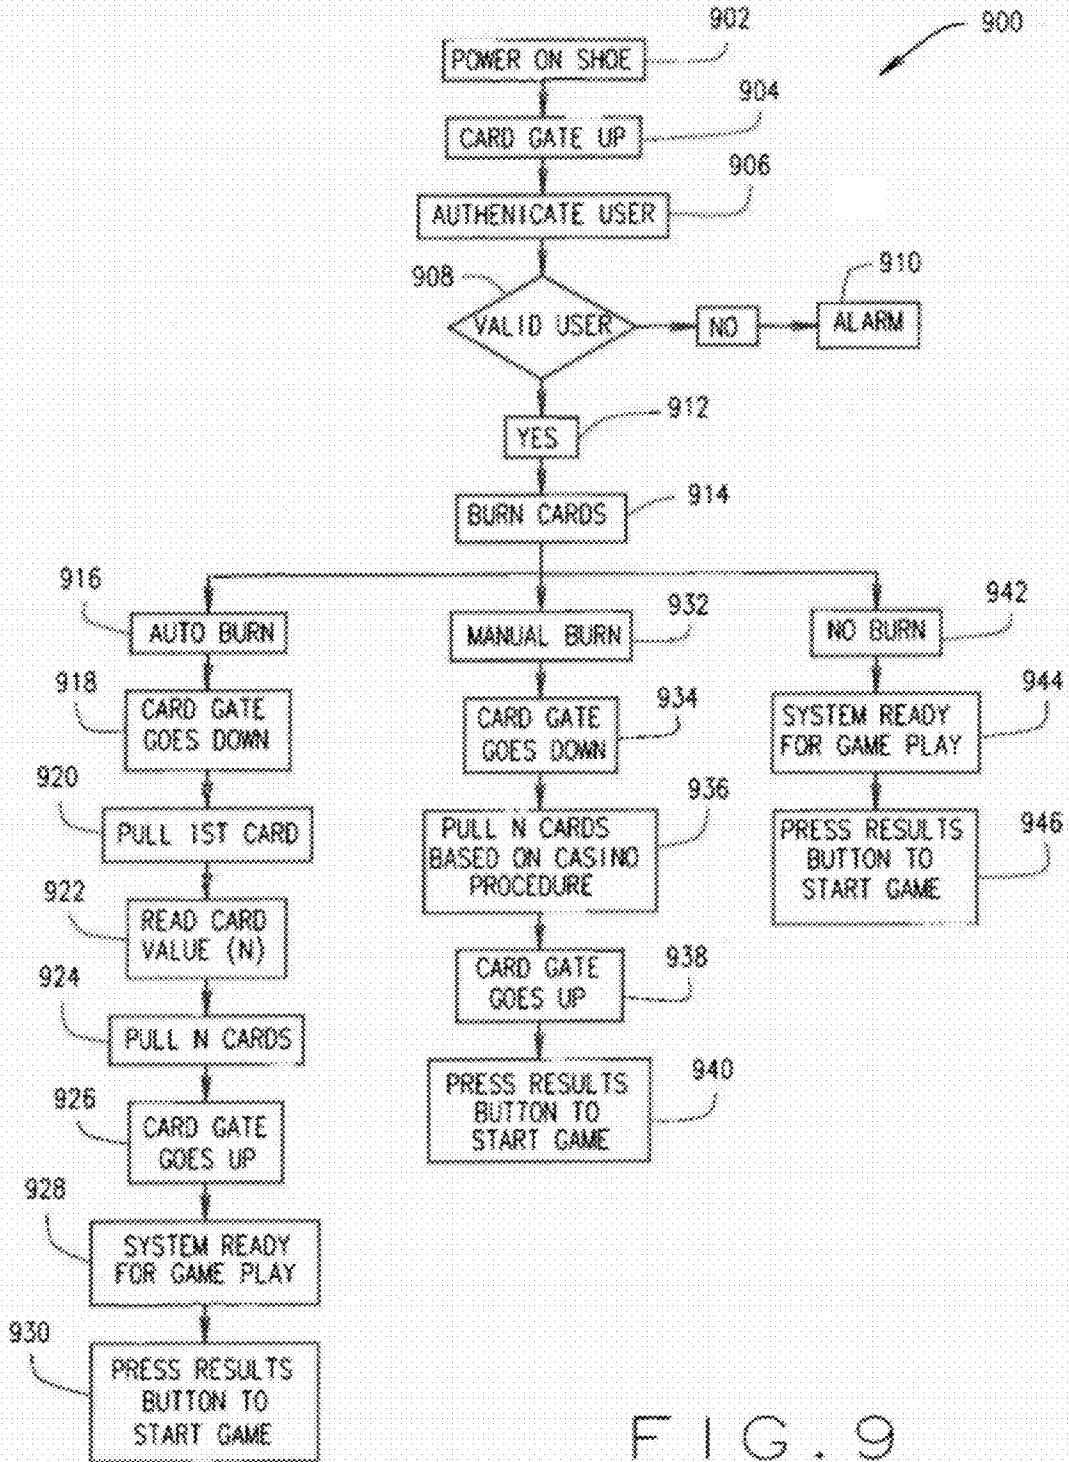 902
900
POWER ON SHOE
904
CARD GATE UP
906
AUTHENICATE USER
908
910
VALID USER
NO
ALARM
912
YES
914
BURN CARDS
916
AUTO BURN
918
CARD GATE
GOES DOWN
920
PULL 1ST CARD
922
READ CARD
VALUE (N)
924
PULL N CARDS
926
CARD GATE
GOES UP
928
SYSTEM READY
FOR GAME PLAY
930
PRESS RESULTS
BUTTON TO
START GAME
932
MANUAL BURN
934
CARD GATE
GOES DOWN
936
PULL N CARDS
BASED ON CASINO
PROCEDURE
938
CARD GATE
GOES UP
940
PRESS RESULTS
BUTTON TO
START GAME
942
NO BURN
944
SYSTEM READY
FOR GAME PLAY
946
PRESS RESULTS
BUTTON TO
START GAME
FIG. 9